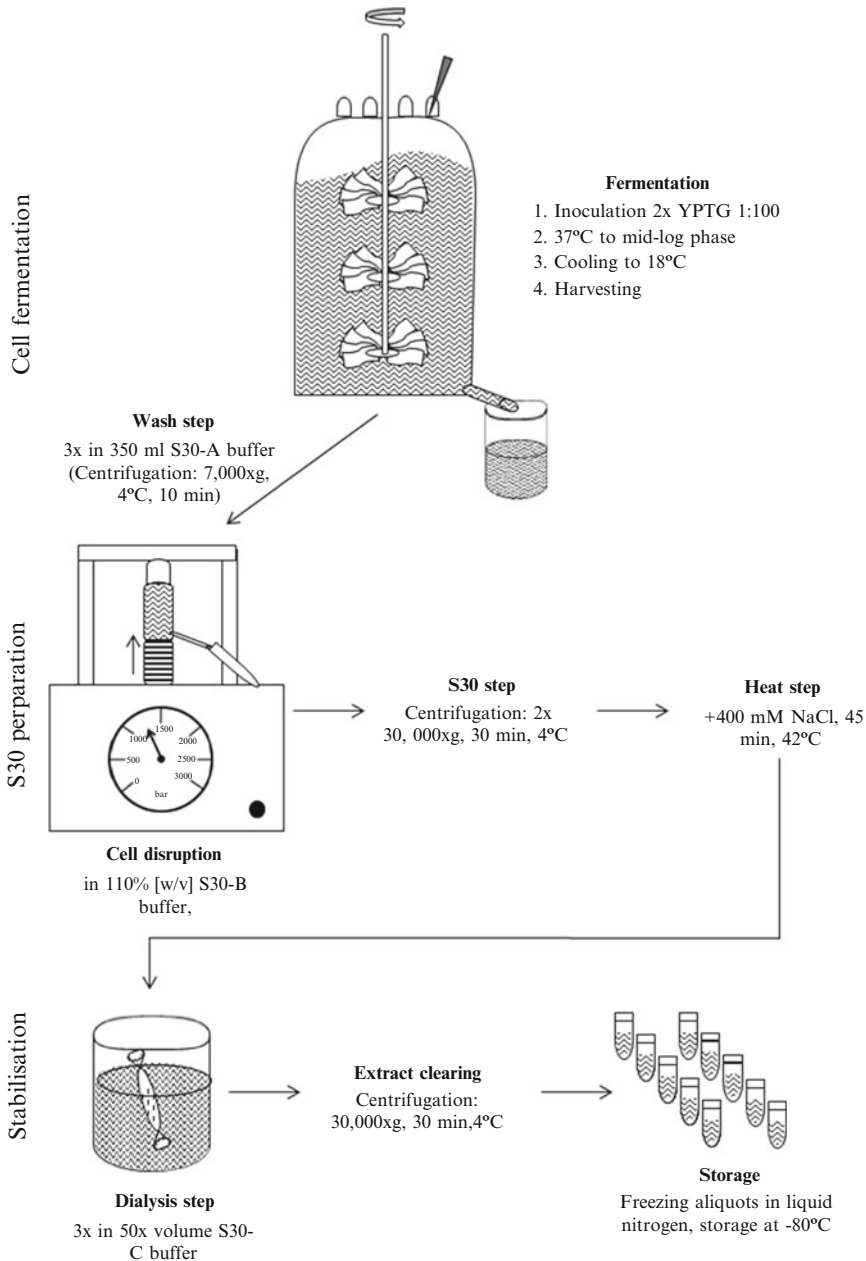 Cell fermentation
Fermentation
1. Inoculation 2x YPTG 1:100
2. 37ºC to mid-log phase
3. Cooling to 18ºC
4. Harvesting
Wash step
3x in 350 ml S30-A buffer
(Centrifugation: 7,000xg,
4ºC, 10 min)
S30 perparation
0
500
1000
1500
2000
2500
3000
bar
Cell disruption
in 110% [w/v] S30-B
buffer,
S30 step
Centrifugation: 2x
30, 000xg, 30 min, 4ºC
Heat step
+400 mM NaCl, 45
min, 42ºC
Stabilisation
Dialysis step
3x in 50x volume S30-
C buffer
Extract clearing
Centrifugation:
30,000xg, 30 min,4ºC
Storage
Freezing aliquots in liquid
nitrogen, storage at -80ºC